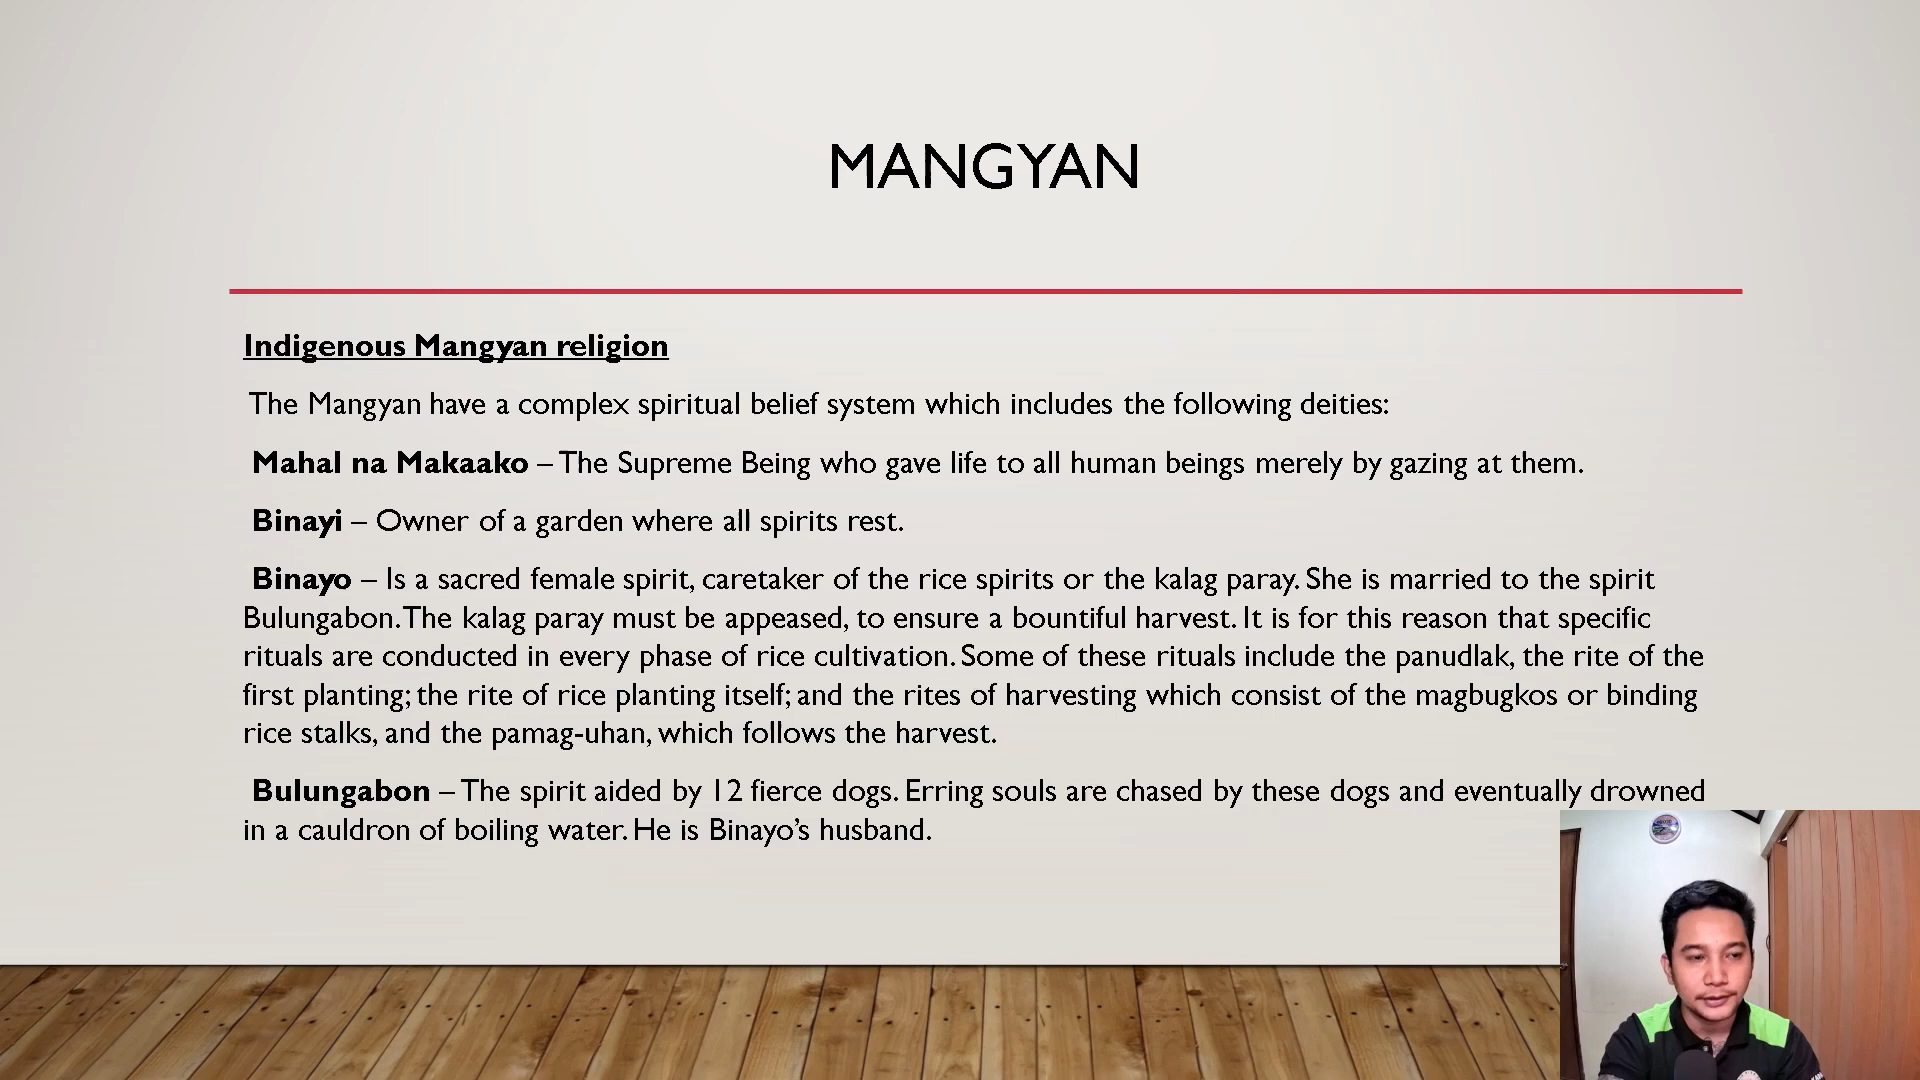 MANGYAN
Indigenous Mangyan religion
The Mangyan have a complex spiritual belief system which includes the following deities:
Mahal na Makaako – The Supreme Being who gave life to all human beings merely by gazing at them.
Binayi – Owner of a garden where all spirits rest.
Binayo – Is a sacred female spirit, caretaker of the rice spirits or the kalag paray. She is married to the spirit
Bulungabon. The kalag paray must be appeased, to ensure a bountiful harvest. It is for this reason that specific
rituals are conducted in every phase of rice cultivation. Some of these rituals include the panudlak, the rite of the
first planting; the rite of rice planting itself; and the rites of harvesting which consist of the magbugkos or binding
rice stalks, and the pamag-uhan, which follows the harvest.
Bulungabon – The spirit aided by 12 fierce dogs. Erring souls are chased by these dogs and eventually drowned
in a cauldron of boiling water. He is Binayo’s husband.